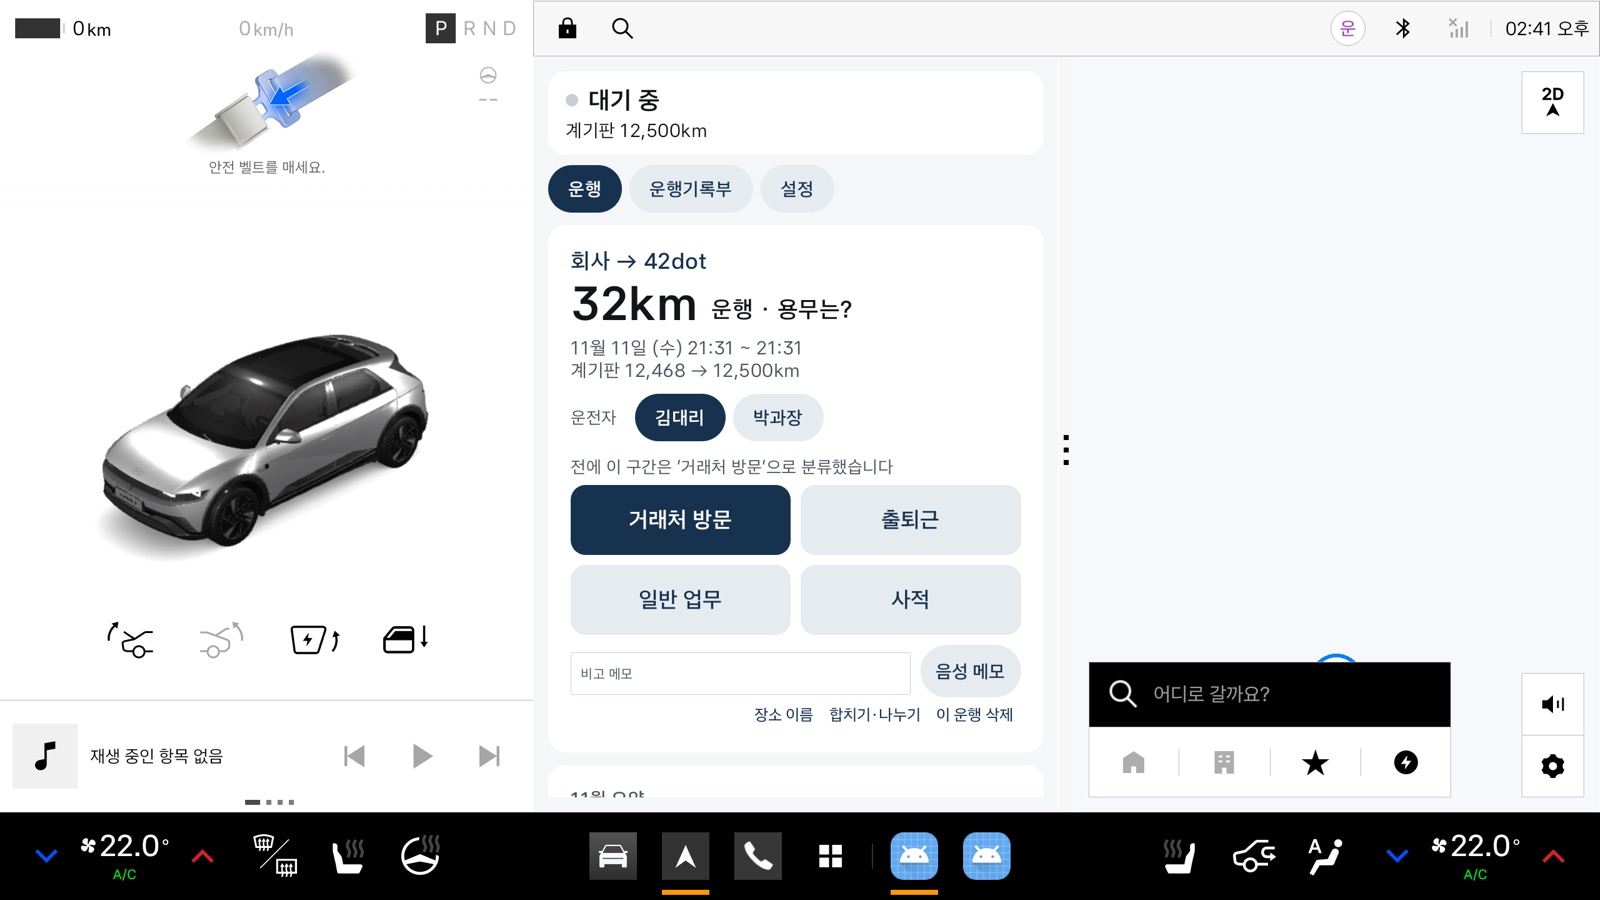 0km
0km/h
P R N D
02:41 오후
운
안전 벨트를 매세요.
--
대기 중
계기판 12,500km
운행
운행기록부
설정
회사 → 42dot
32km 운행 · 용무는?
11월 11일 (수) 21:31 ~ 21:31
계기판 12,468 → 12,500km
운전자
김대리
박과장
전에 이 구간은 '거래처 방문'으로 분류했습니다
거래처 방문
출퇴근
일반 업무
사적
비고 메모
음성 메모
장소 이름
합치기·나누기
이 운행 삭제
11월 요약
2D
어디로 갈까요?
재생 중인 항목 없음
22.0°
A/C
A
22.0°
A/C